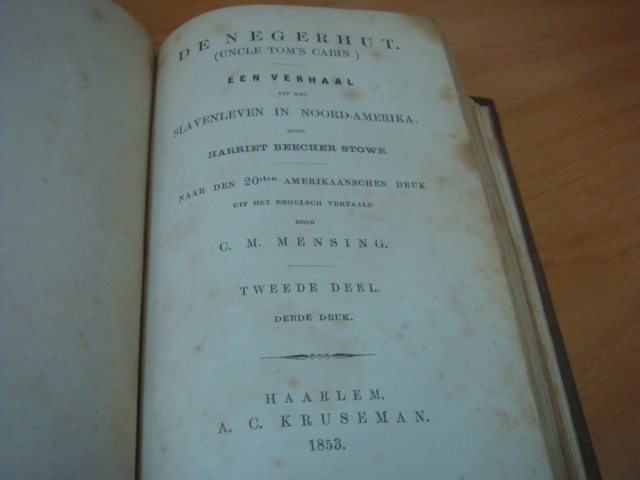 DE NEGERHUT.
(UNCLE TOM'S CABIN.)
EEN VERHAAL
UIT HET
SLAVENLEVEN IN NOORD-AMERIKA.
DOOR
HARRIET BEECHER STOWE.
NAAR DEN 20sten AMERIKAANSCHEN DRUK
UIT HET ENGELSCH VERTAALD
DOOR
C. M. MENSING.
TWEEDE DEEL.
DERDE DRUK.
HAARLEM,
A. C. KRUSEMAN.
1853.